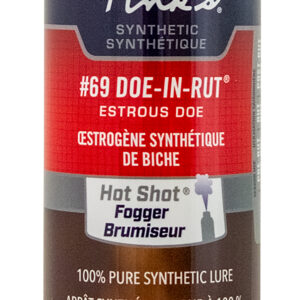 Tink's®
SYNTHETIC
SYNTHÉTIQUE
#69 DOE-IN-RUT®
ESTROUS DOE
ŒSTROGÈNE SYNTHÉTIQUE
DE BICHE
Hot Shot®
Fogger
Brumiseur
100% PURE SYNTHETIC LURE